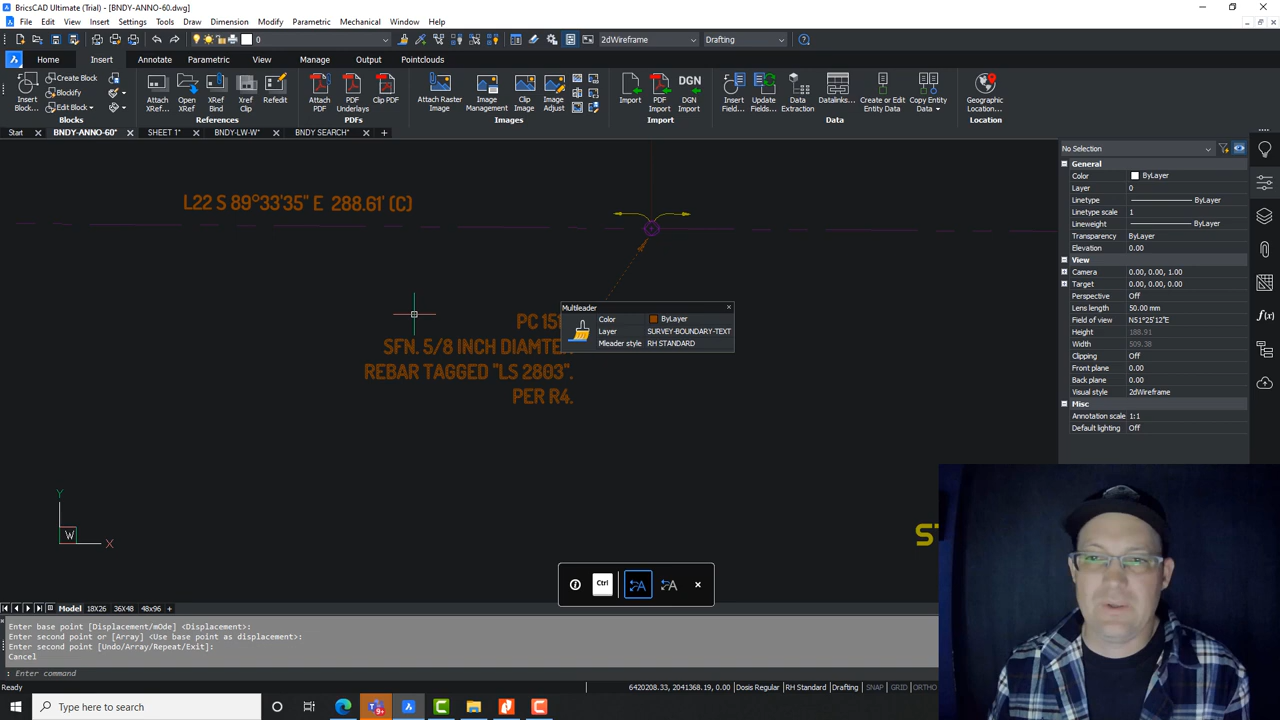 BricsCAD Ultimate (Trial) - [BNDY-ANNO-60.dwg]
File Edit View Insert Settings Tools Draw Dimension Modify Parametric Mechanical Window Help
0 2dWireframe Drafting
Home Insert Annotate Parametric View Manage Output Pointclouds
Insert Block... Create Block Blockify Edit Block Attach XRef Open XRef XRef Bind XRef Clip Refedit Attach PDF PDF Underlays Clip PDF Attach Raster Image Image Management Clip Image Image Adjust Import PDF Import DGN Import Insert Field... Update Fields Data Extraction Datalinks... Create or Edit Entity Data Copy Entity Data Geographic Location...
Blocks References PDFs Images Import Data Location
Start BNDY-ANNO-60* SHEET 1* BNDY-LW-W* BNDY SEARCH*
L22 S 89°33'35" E 288.61' (C)
Multileader
Color ByLayer
Layer SURVEY-BOUNDARY-TEXT
Mleader style RH STANDARD
SFN. 5/8 INCH
REBAR TAGGED "LS 2803".
PER R4.
No Selection
General
Color ByLayer
Layer 0
Linetype ByLayer
Linetype scale 1
Lineweight ByLayer
Transparency ByLayer
Elevation 0.00
View
Camera 0.00, 0.00, 1.00
Target 0.00, 0.00, 0.00
Perspective Off
Lens length 50.00 mm
Field of view N51°25'12"E
Height 188.91
Width 509.38
Clipping Off
Front plane 0.00
Back plane 0.00
Visual style 2dWireframe
Misc
Annotation scale 1:1
Default lighting Off
Y
W
X
Ctrl
A A
Model 18X26 36X48 48x96 +
Enter base point [Displacement/mOde] <Displacement>:
Enter second point or [Array] <Use base point as displacement>:
Enter second point [Undo/Array/Repeat/Exit]:
Cancel
: Enter command
Ready 6420208.33, 2041368.19, 0.00 Dosis Regular RH Standard Drafting SNAP GRID ORTHO
Type here to search